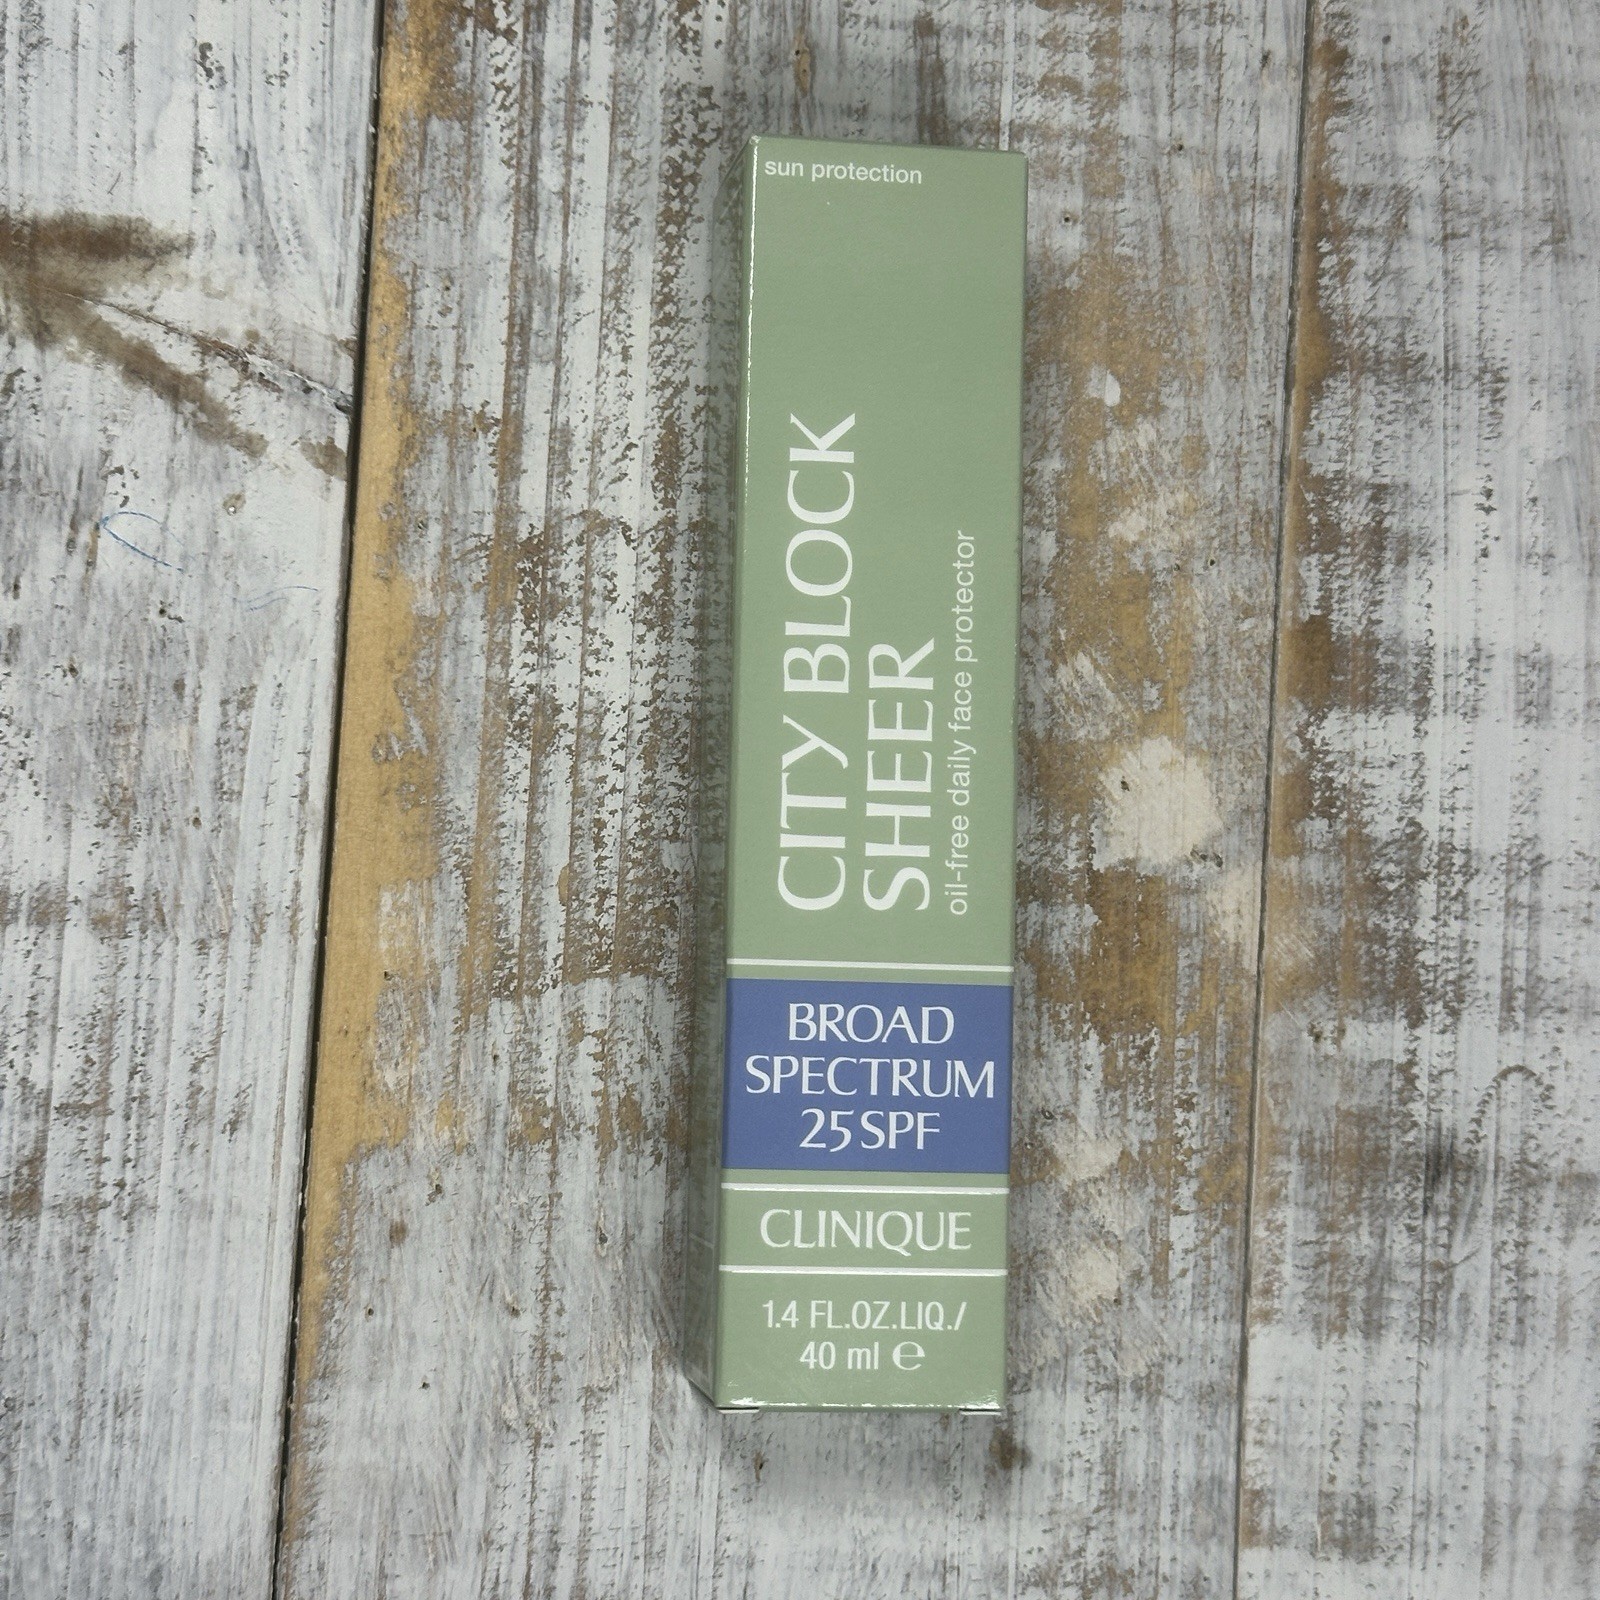 sun protection
CITY BLOCK
SHEER
oil-free daily face protector
BROAD
SPECTRUM
25 SPF
CLINIQUE
1.4 FL.OZ.LIQ./
40 ml ℮